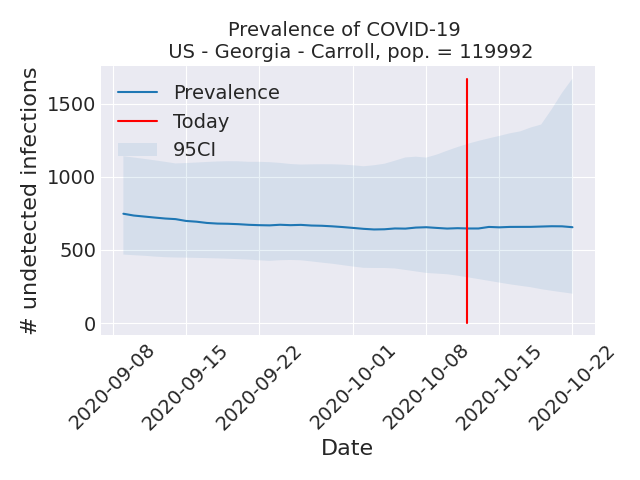 Prevalence of COVID-19
US - Georgia - Carroll, pop. = 119992
# undetected infections
1500
1000
500
0
Prevalence
Today
95CI
2020-09-08
2020-09-15
2020-09-22
2020-10-01
2020-10-08
2020-10-15
2020-10-22
Date